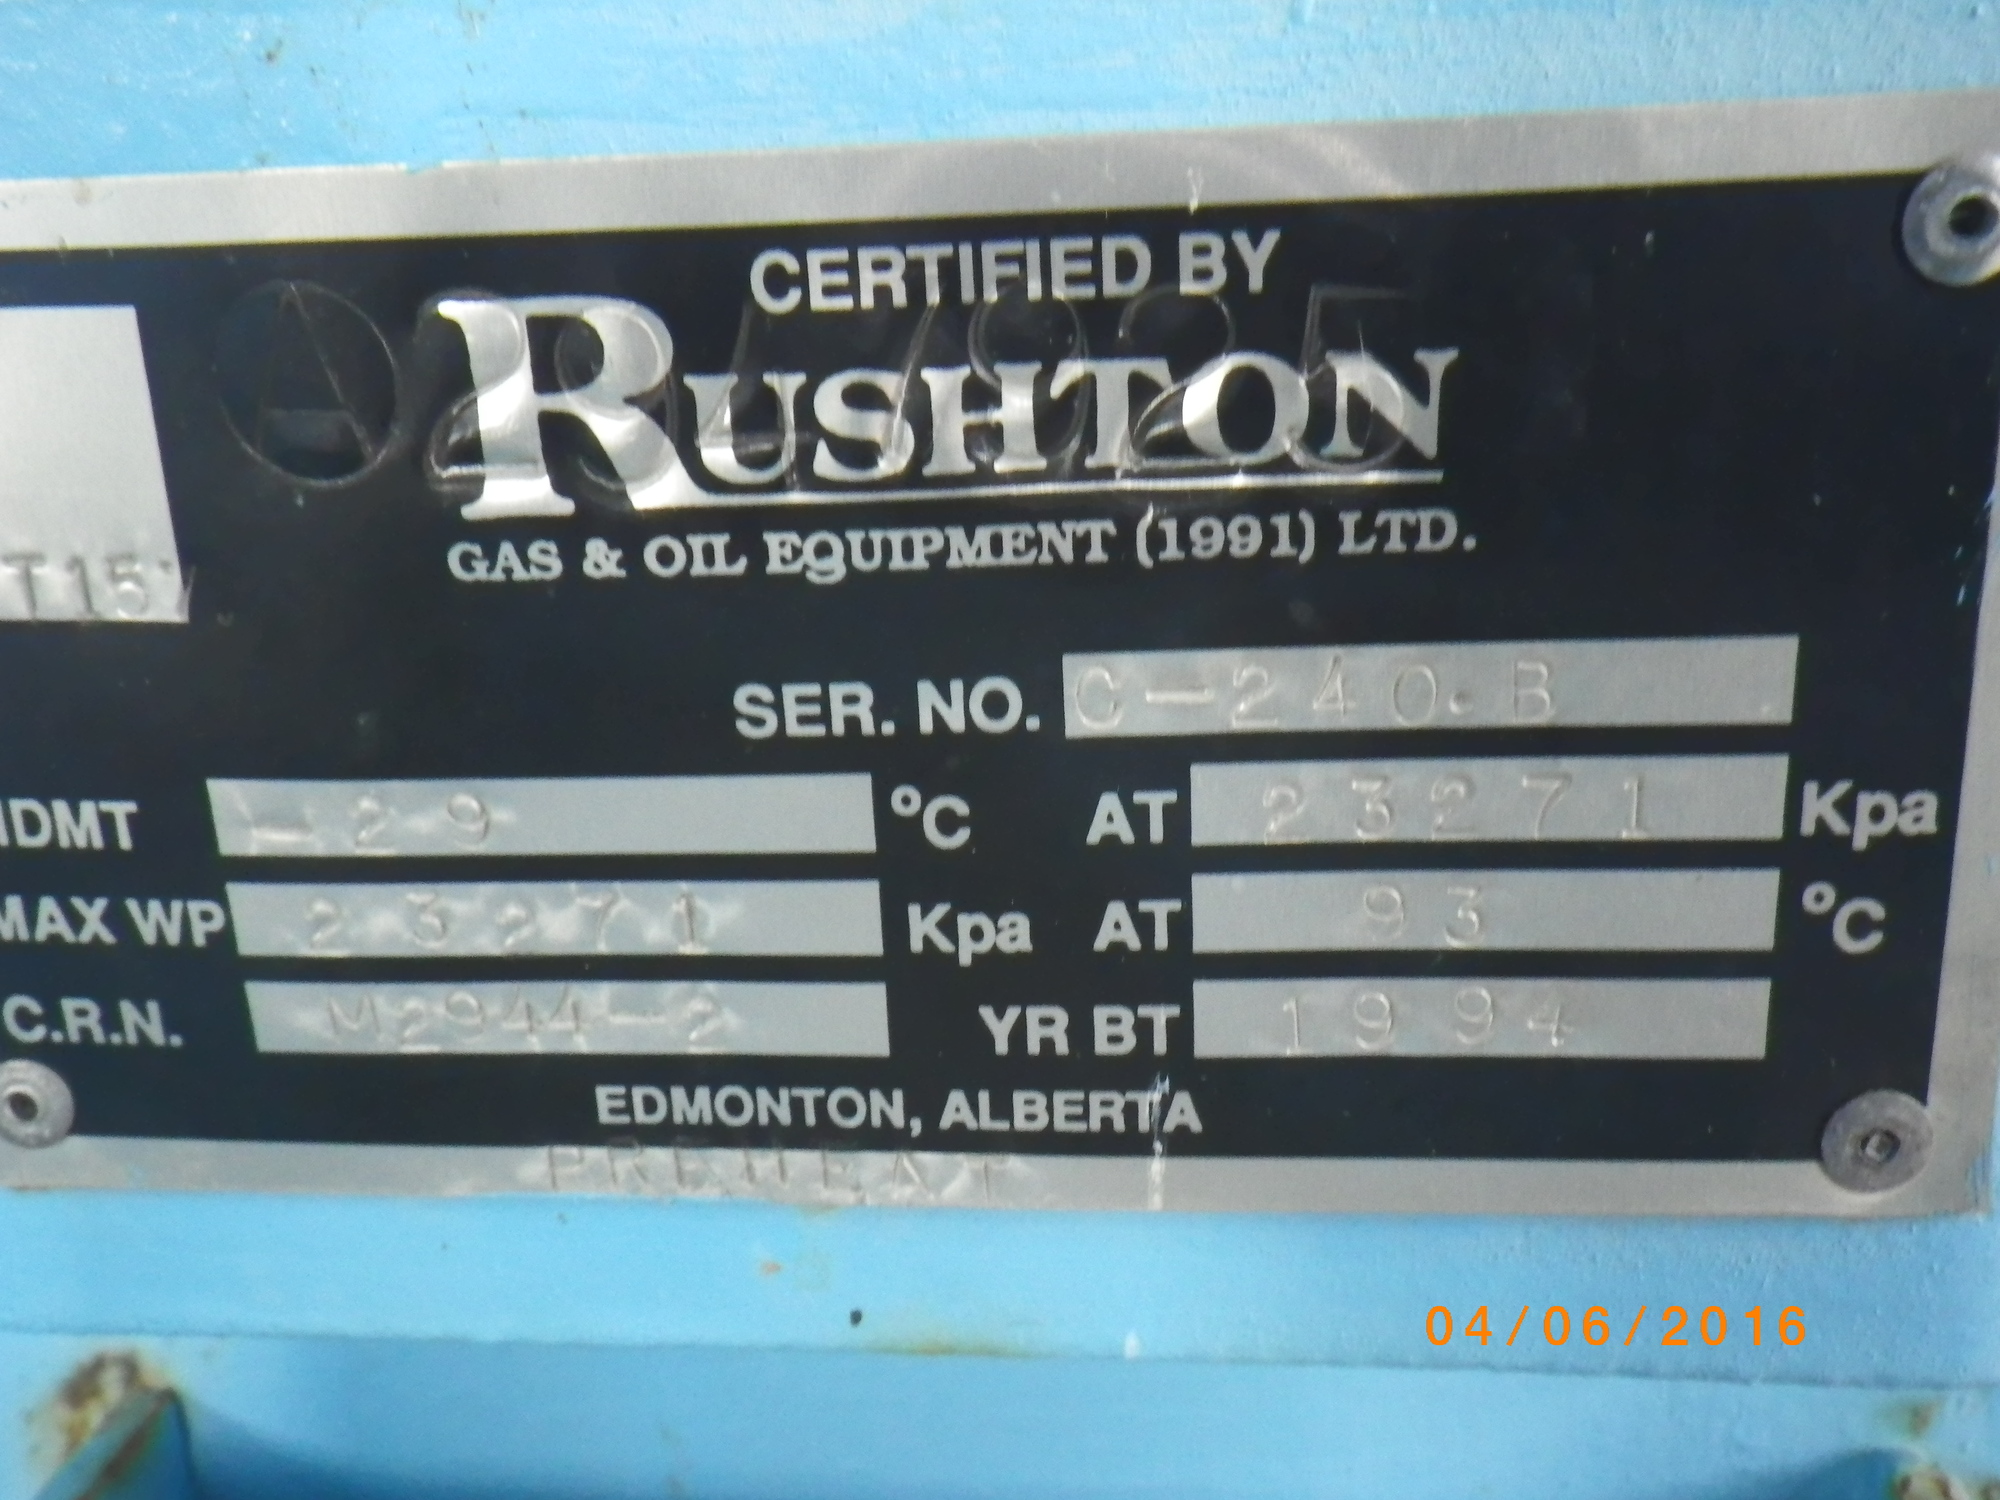 CERTIFIED BY
RUSHTON
GAS & OIL EQUIPMENT (1991) LTD.
T15
SER. NO. C-240.B
MDMT -29 °C AT 23271 Kpa
MAX WP 23271 Kpa AT 93 °C
C.R.N. M2944-2 YR BT 1994
EDMONTON, ALBERTA
PREHEAT
04/06/2016